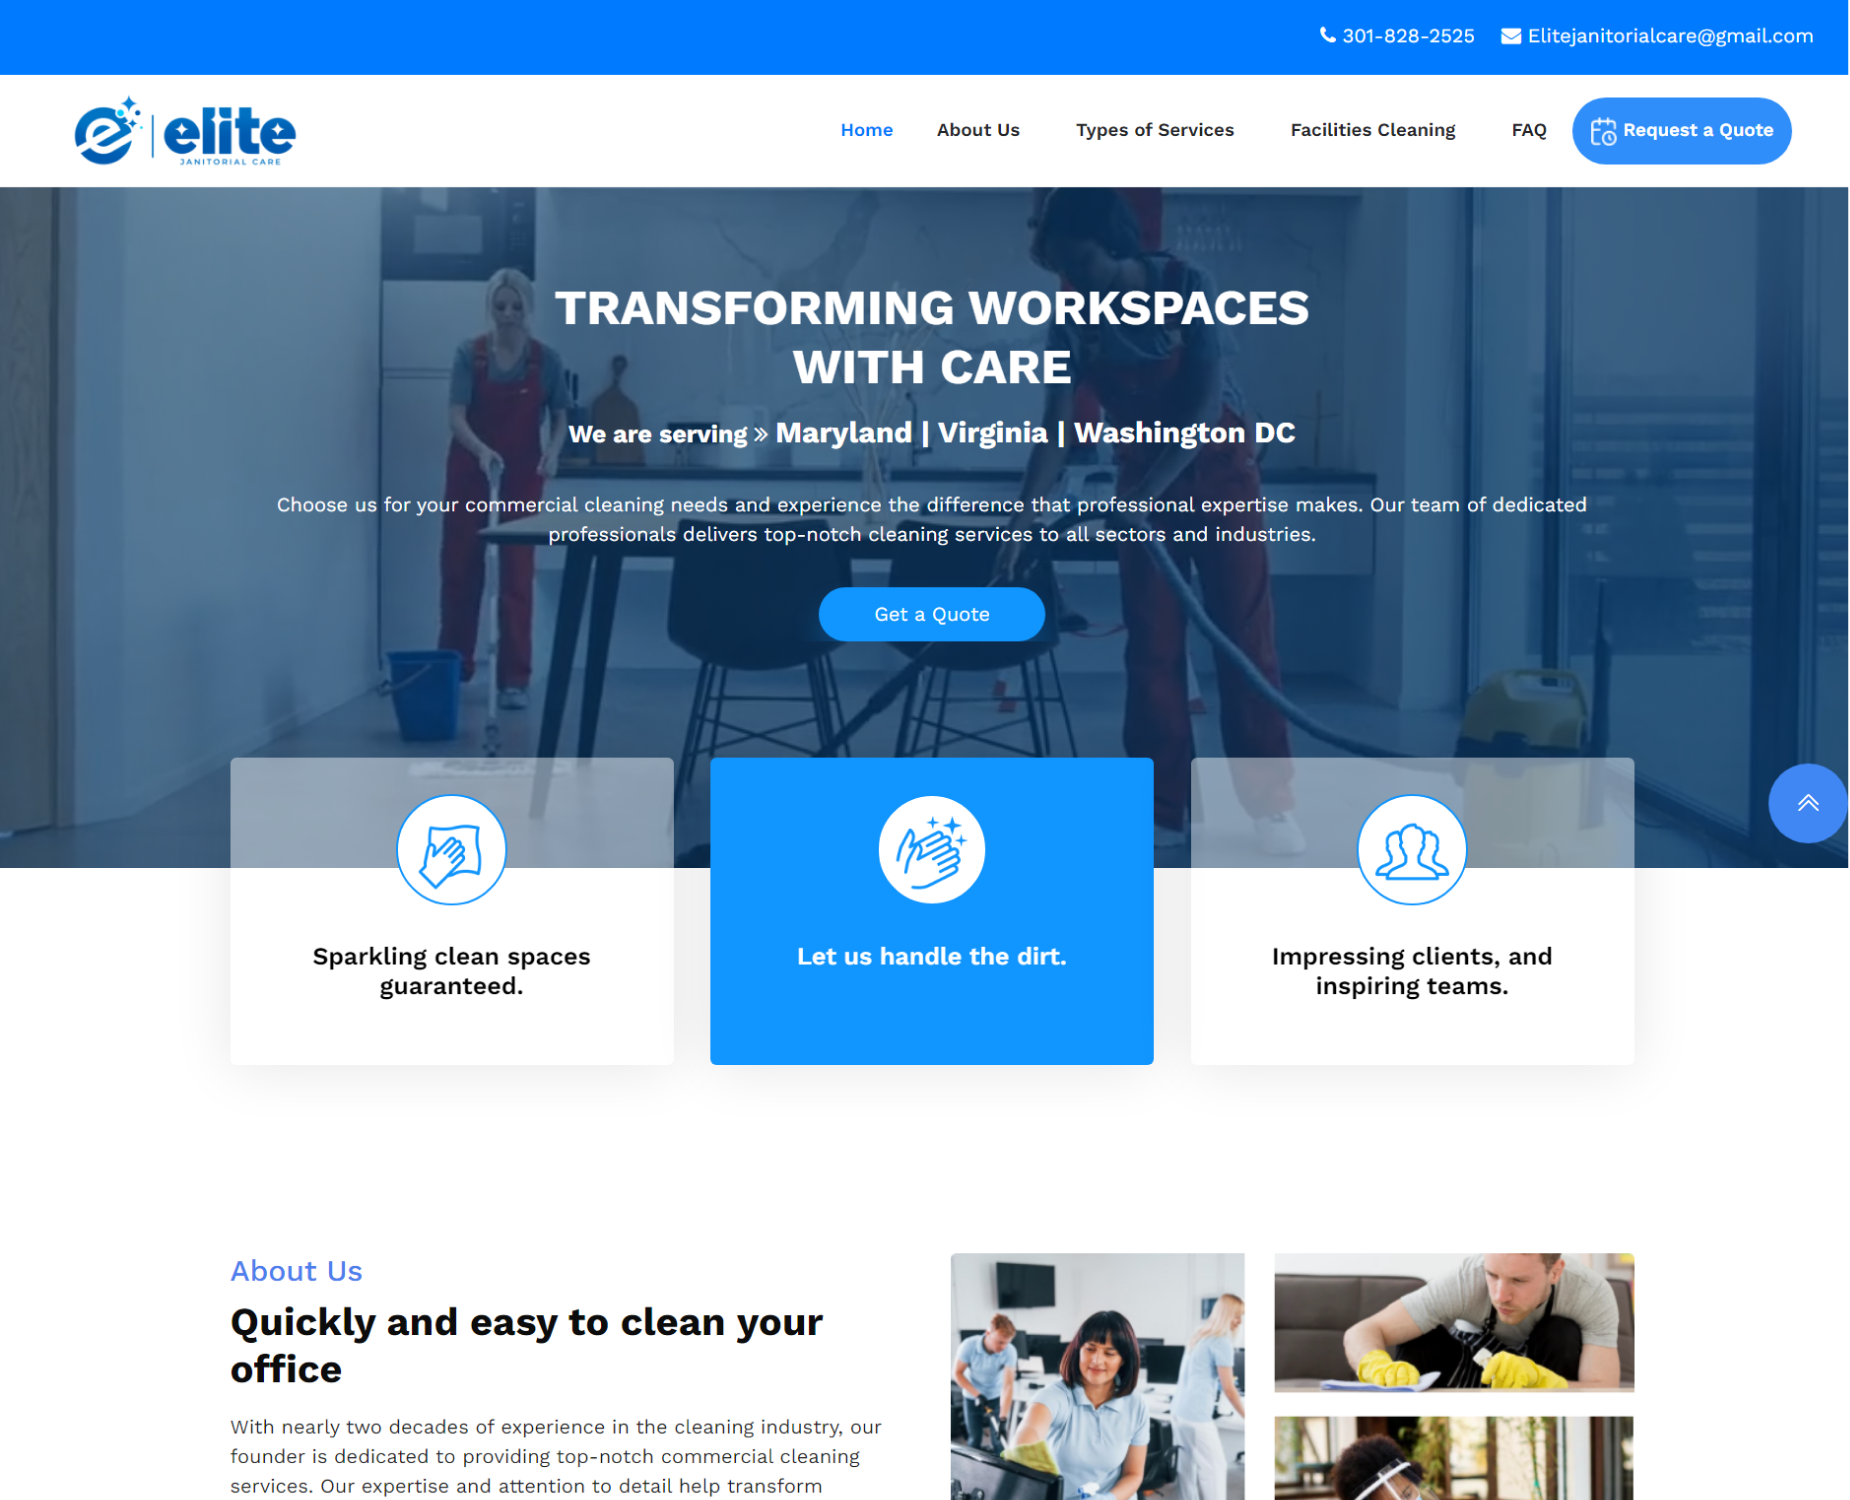 301-828-2525 Elitejanitorialcare@gmail.com
elite
JANITORIAL CARE
Home About Us Types of Services Facilities Cleaning FAQ Request a Quote
TRANSFORMING WORKSPACES
WITH CARE
We are serving » Maryland | Virginia | Washington DC
Choose us for your commercial cleaning needs and experience the difference that professional expertise makes. Our team of dedicated
professionals delivers top-notch cleaning services to all sectors and industries.
Get a Quote
Sparkling clean spaces
guaranteed.
Let us handle the dirt.
Impressing clients, and
inspiring teams.
About Us
Quickly and easy to clean your
office
With nearly two decades of experience in the cleaning industry, our
founder is dedicated to providing top-notch commercial cleaning
services. Our expertise and attention to detail help transform